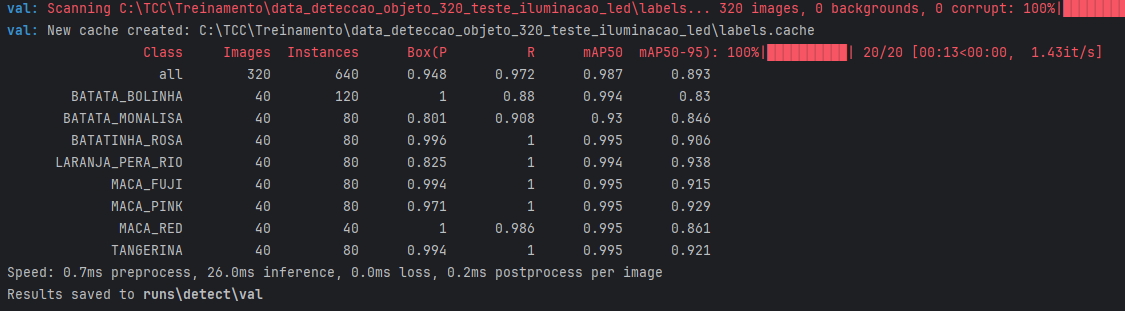 val: Scanning C:\TCC\Treinamento\data_deteccao_objeto_320_teste_iluminacao_led\labels... 320 images, 0 backgrounds, 0 corrupt: 100%|
val: New cache created: C:\TCC\Treinamento\data_deteccao_objeto_320_teste_iluminacao_led\labels.cache
Class Images Instances Box(P R mAP50 mAP50-95): 100%|██████████| 20/20 [00:13<00:00, 1.43it/s]
all 320 640 0.948 0.972 0.987 0.893
BATATA_BOLINHA 40 120 1 0.88 0.994 0.83
BATATA_MONALISA 40 80 0.801 0.908 0.93 0.846
BATATINHA_ROSA 40 80 0.996 1 0.995 0.906
LARANJA_PERA_RIO 40 80 0.825 1 0.994 0.938
MACA_FUJI 40 80 0.994 1 0.995 0.915
MACA_PINK 40 80 0.971 1 0.995 0.929
MACA_RED 40 40 1 0.986 0.995 0.861
TANGERINA 40 80 0.994 1 0.995 0.921
Speed: 0.7ms preprocess, 26.0ms inference, 0.0ms loss, 0.2ms postprocess per image
Results saved to runs\detect\val